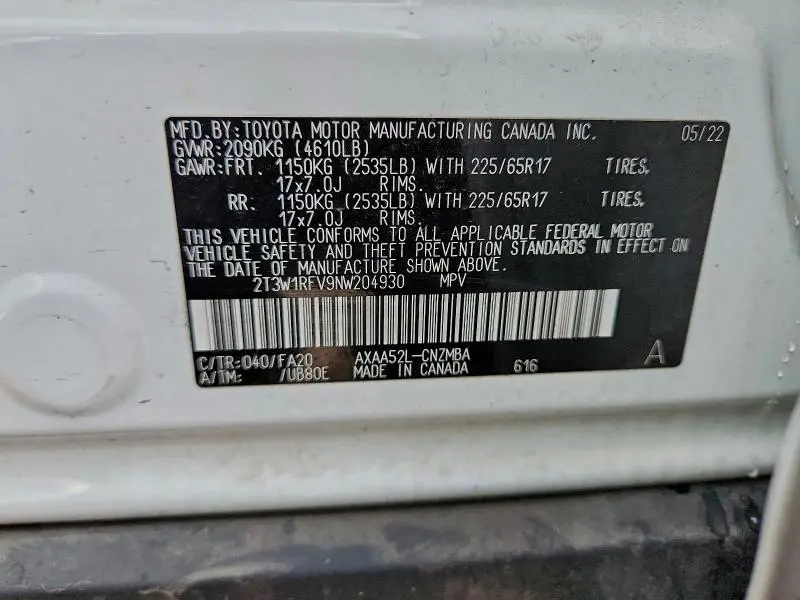 MFD.BY:TOYOTA MOTOR MANUFACTURING CANADA INC. 05/22
GVWR:2090KG (4610LB)
GAWR:FRT. 1150KG (2535LB) WITH 225/65R17 TIRES,
17x7.0J RIMS.
RR. 1150KG (2535LB) WITH 225/65R17 TIRES,
17x7.0J RIMS.
THIS VEHICLE CONFORMS TO ALL APPLICABLE FEDERAL MOTOR
VEHICLE SAFETY AND THEFT PREVENTION STANDARDS IN EFFECT ON
THE DATE OF MANUFACTURE SHOWN ABOVE.
2T3W1RFV9NW204930 MPV
C/TR:040/FA20 AXAA52L-CNZMBA A
A/TM: /UB80E MADE IN CANADA 616